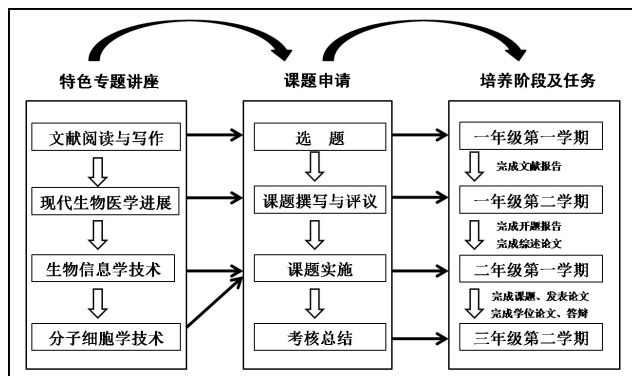 特色专题讲座
课题申请
培养阶段及任务
文献阅读与写作
现代生物医学进展
生物信息学技术
分子细胞学技术
选 题
课题撰写与评议
课题实施
考核总结
一年级第一学期
完成文献报告
一年级第二学期
完成开题报告
完成综述论文
二年级第一学期
完成课题、发表论文
完成学位论文、答辩
三年级第二学期